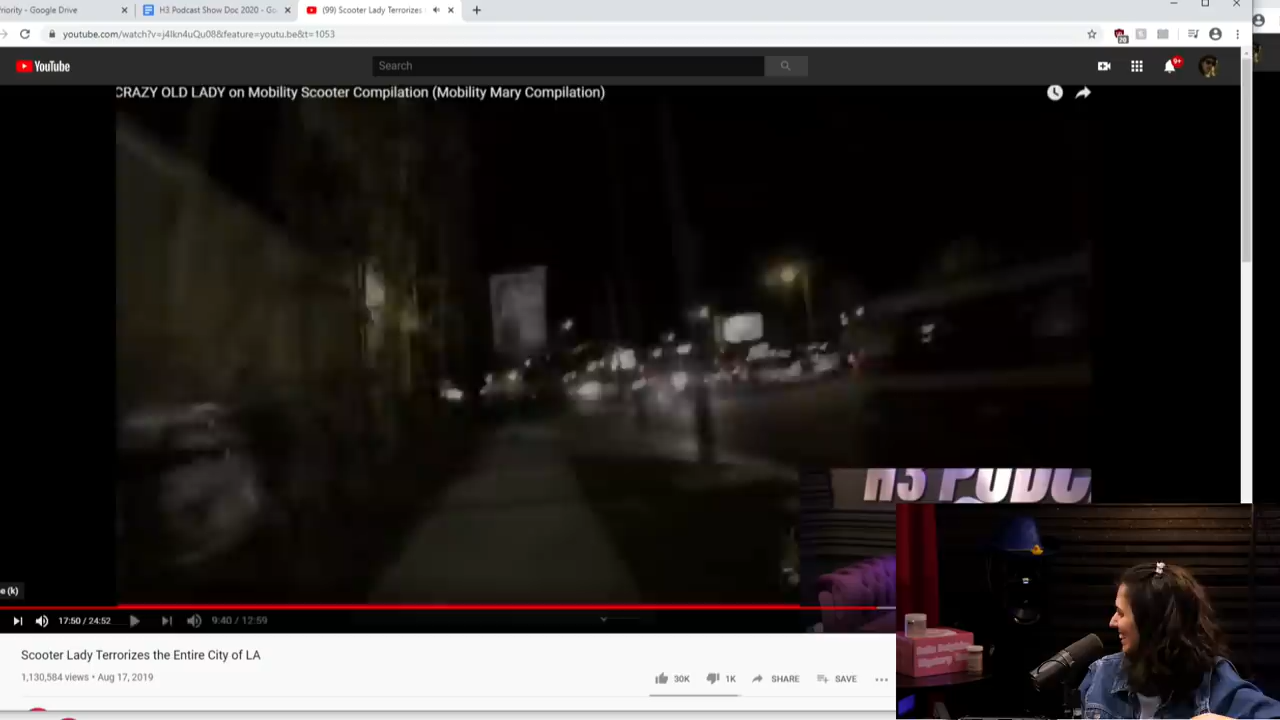 riority - Google Drive
H3 Podcast Show Doc 2020 - Go
(99) Scooter Lady Terrorizes
youtube.com/watch?v=j4lkn4uQu08&feature=youtu.be&t=1053
20
YouTube
Search
9+
CRAZY OLD LADY on Mobility Scooter Compilation (Mobility Mary Compilation)
H3 PODC
e (k)
17:50 / 24:52
9:40 / 12:59
Scooter Lady Terrorizes the Entire City of LA
1,130,584 views • Aug 17, 2019
30K
1K
SHARE
SAVE